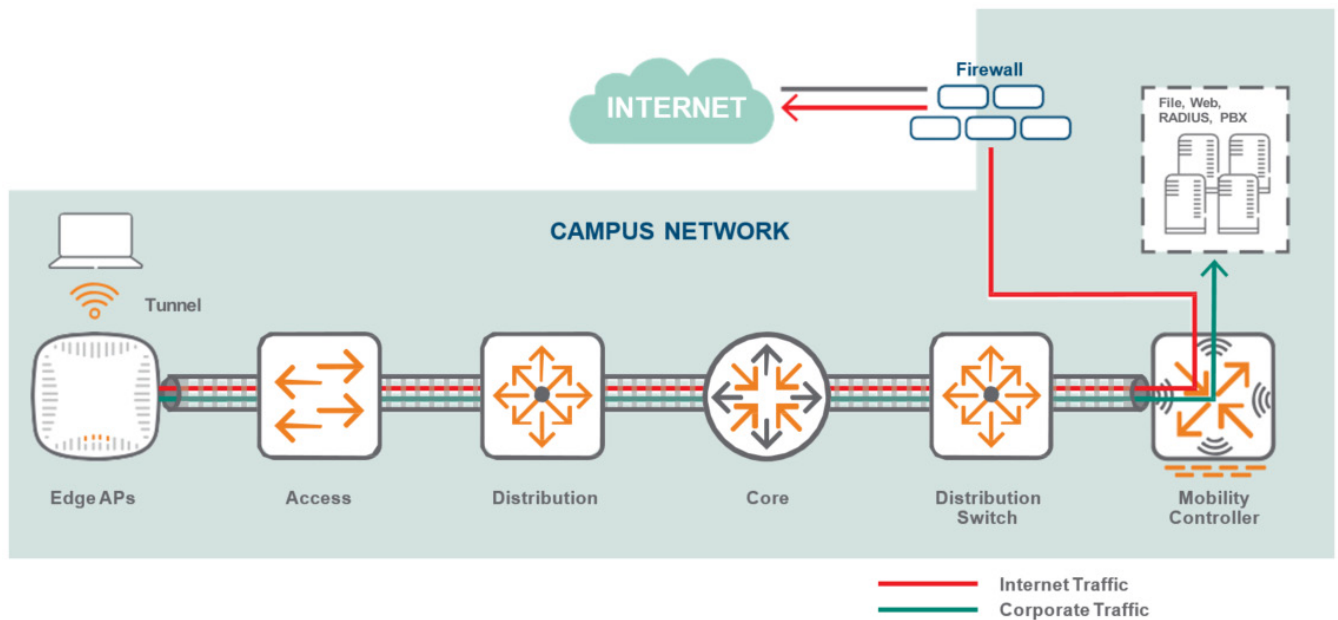 Firewall
INTERNET
File, Web,
RADIUS, PBX
CAMPUS NETWORK
Tunnel
Edge APs
Access
Distribution
Core
Distribution
Switch
Mobility
Controller
Internet Traffic
Corporate Traffic